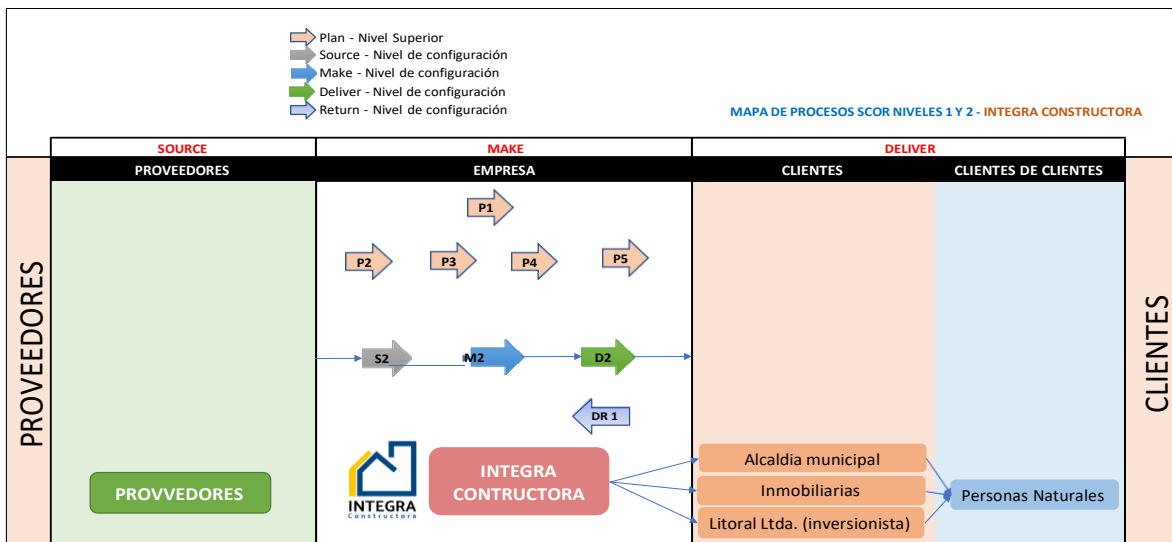 Plan - Nivel Superior
Source - Nivel de configuración
Make - Nivel de configuración
Deliver - Nivel de configuración
Return - Nivel de configuración
MAPA DE PROCESOS SCOR NIVELES 1 Y 2 - INTEGRA CONSTRUCTORA
SOURCE
MAKE
DELIVER
PROVEEDORES
EMPRESA
CLIENTES
CLIENTES DE CLIENTES
PROVEEDORES
P1
P2
P3
P4
P5
S2
M2
D2
DR 1
PROVVEDORES
INTEGRA
Constructora
INTEGRA
CONTRUCTORA
Alcaldia municipal
Inmobiliarias
Litoral Ltda. (inversionista)
Personas Naturales
CLIENTES